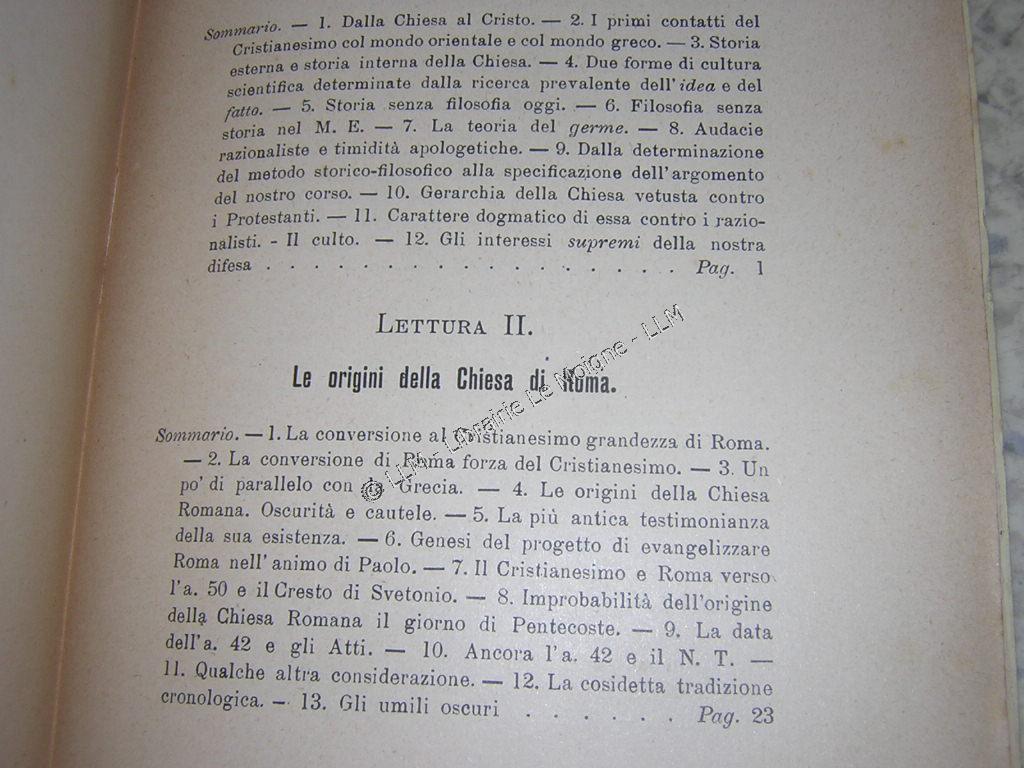 Sommario. — 1. Dalla Chiesa al Cristo. — 2. I primi contatti del
Cristianesimo col mondo orientale e col mondo greco. — 3. Storia
esterna e storia interna della Chiesa. — 4. Due forme di cultura
scientifica determinate dalla ricerca prevalente dell'idea e del
fatto. — 5. Storia senza filosofia oggi. — 6. Filosofia senza
storia nel M. E. — 7. La teoria del germe. — 8. Audacie
razionaliste e timidità apologetiche. — 9. Dalla determinazione
del metodo storico-filosofico alla specificazione dell'argomento
del nostro corso. — 10. Gerarchia della Chiesa vetusta contro
i Protestanti. — 11. Carattere dogmatico di essa contro i razio-
nalisti. - Il culto. — 12. Gli interessi supremi della nostra
difesa . . . . . . . . . . . . . . . . . Pag. 1
LETTURA II.
Le origini della Chiesa di Roma.
Sommario. — 1. La conversione al Cristianesimo grandezza di Roma.
— 2. La conversione di Roma forza del Cristianesimo. — 3. Un
po' di parallelo con la Grecia. — 4. Le origini della Chiesa
Romana. Oscurità e cautele. — 5. La più antica testimonianza
della sua esistenza. — 6. Genesi del progetto di evangelizzare
Roma nell'animo di Paolo. — 7. Il Cristianesimo e Roma verso
l'a. 50 e il Cresto di Svetonio. — 8. Improbabilità dell'origine
della Chiesa Romana il giorno di Pentecoste. — 9. La data
dell'a. 42 e gli Atti. — 10. Ancora l'a. 42 e il N. T. —
11. Qualche altra considerazione. — 12. La cosidetta tradizione
cronologica. — 13. Gli umili oscuri . . . . . . Pag. 23
© LLM - Librairie Le Moigne - LLM